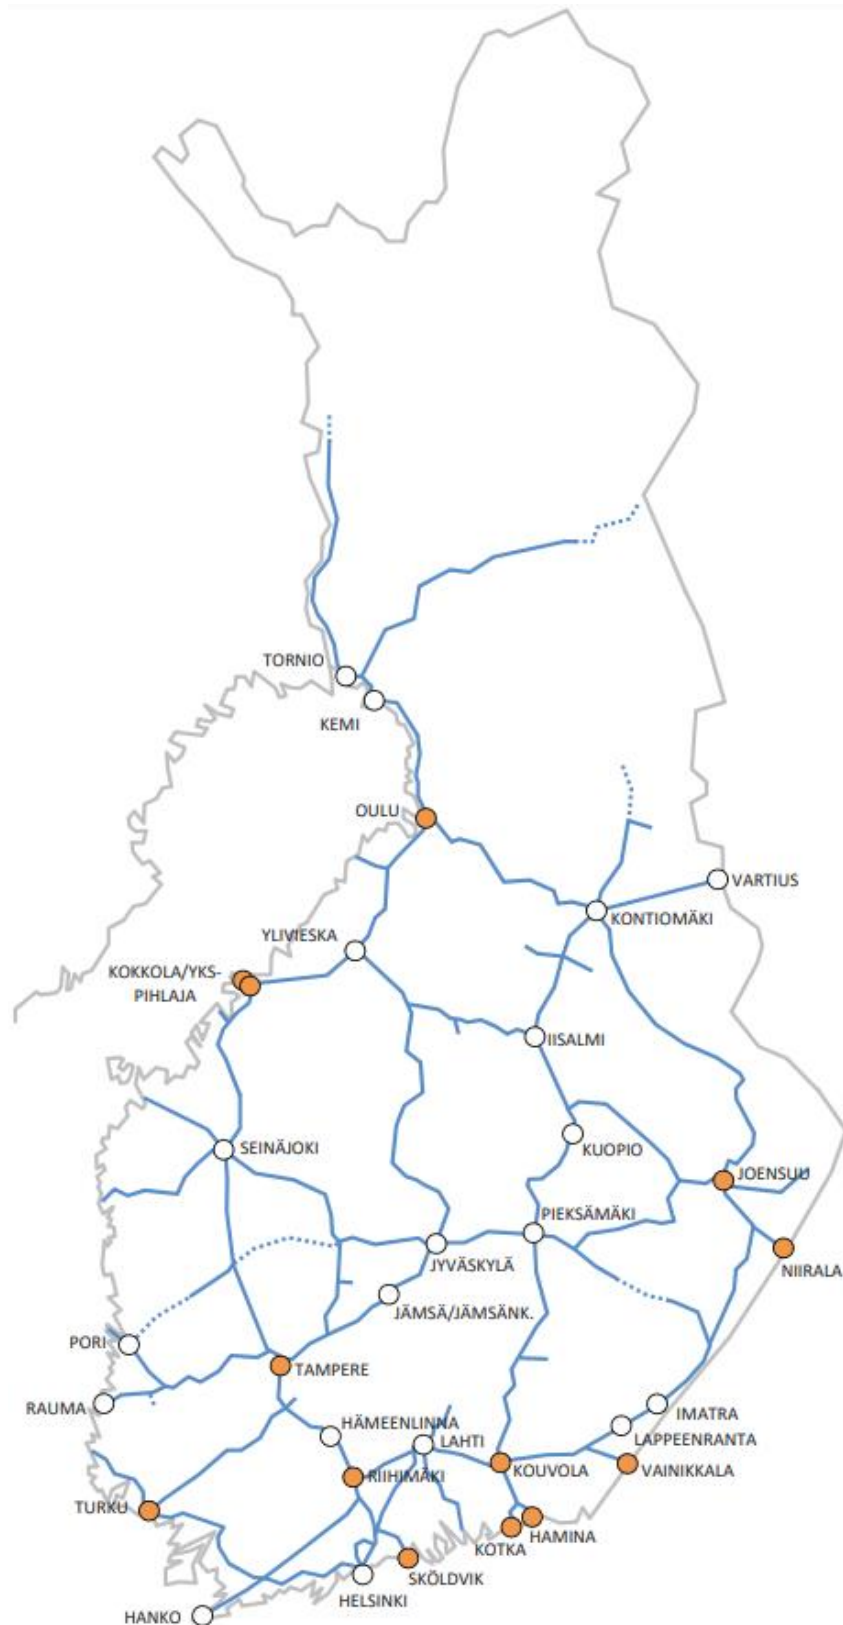 TORNIO
KEMI
OULU
VARTIUS
KONTIOMÄKI
YLIVIESKA
KOKKOLA/YKS-
PIHLAJA
IISALMI
KUOPIO
SEINÄJOKI
JOENSUU
PIEKSÄMÄKI
JYVÄSKYLÄ
NIIRALA
JÄMSÄ/JÄMSÄNK.
PORI
TAMPERE
RAUMA
IMATRA
HÄMEENLINNA
LAPPEENRANTA
LAHTI
RIIHIMÄKI
KOUVOLA
VAINIKKALA
TURKU
HAMINA
KOTKA
SKÖLDVIK
HELSINKI
HANKO